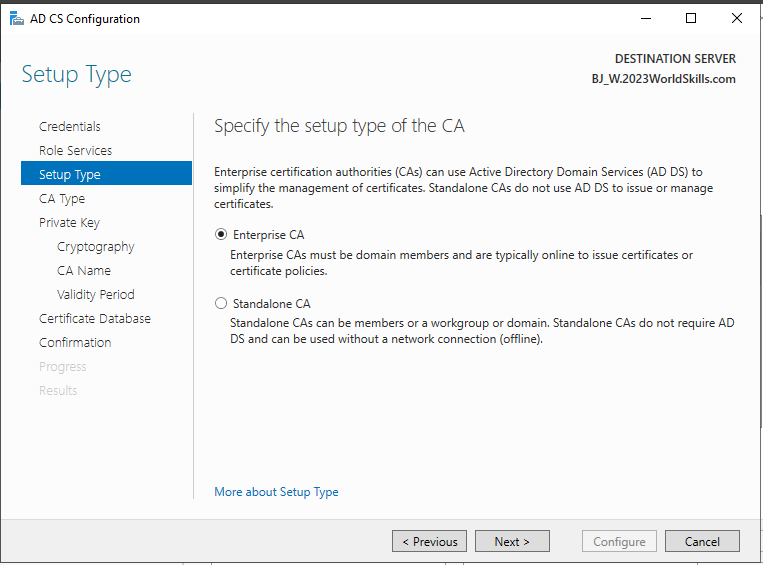 AD CS Configuration
Setup Type
DESTINATION SERVER
BJ_W.2023WorldSkills.com
Credentials
Role Services
Setup Type
CA Type
Private Key
Cryptography
CA Name
Validity Period
Certificate Database
Confirmation
Progress
Results
Specify the setup type of the CA
Enterprise certification authorities (CAs) can use Active Directory Domain Services (AD DS) to
simplify the management of certificates. Standalone CAs do not use AD DS to issue or manage
certificates.
Enterprise CA
Enterprise CAs must be domain members and are typically online to issue certificates or
certificate policies.
Standalone CA
Standalone CAs can be members or a workgroup or domain. Standalone CAs do not require AD
DS and can be used without a network connection (offline).
More about Setup Type
< Previous
Next >
Configure
Cancel